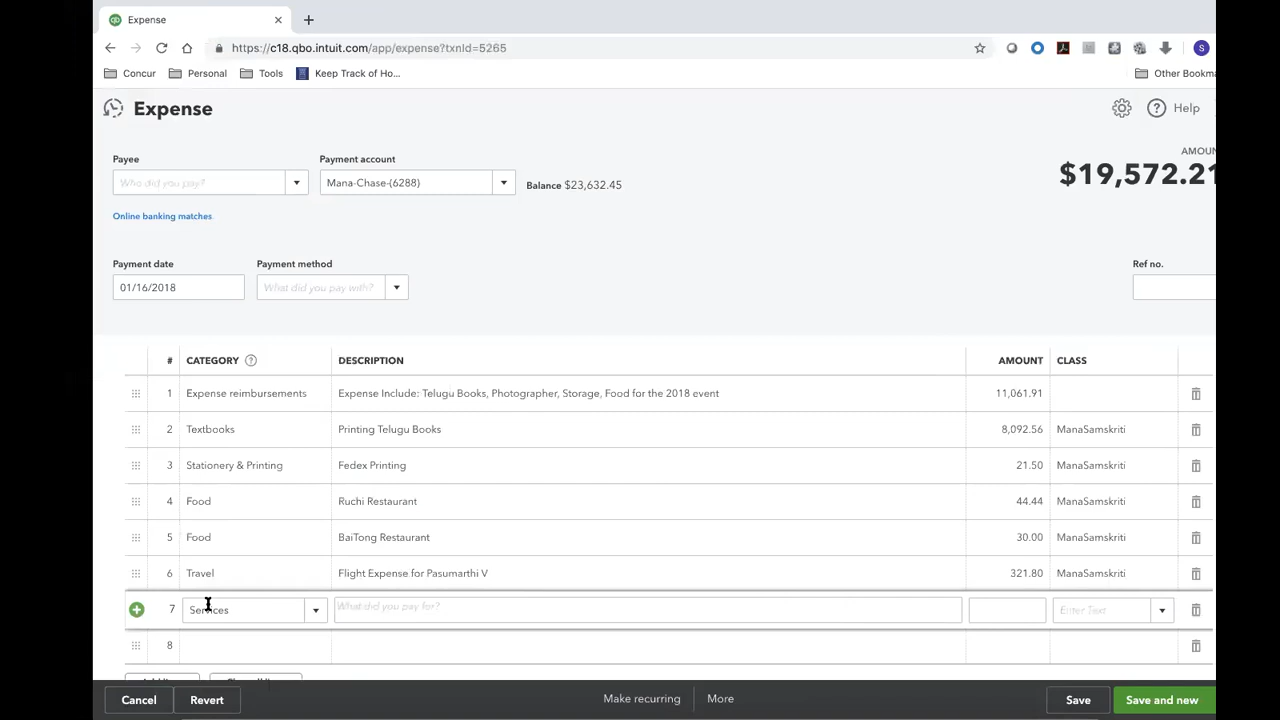 Expense
https://c18.qbo.intuit.com/app/expense?txnId=5265
S
Concur Personal Tools Keep Track of Ho... Other Bookma
Expense Help
Payee Payment account AMOUN
Who did you pay? Mana-Chase-(6288) Balance $23,632.45 $19,572.21
Online banking matches
Payment date Payment method Ref no.
01/16/2018 What did you pay with?
# CATEGORY ? DESCRIPTION AMOUNT CLASS
1 Expense reimbursements Expense Include: Telugu Books, Photographer, Storage, Food for the 2018 event 11,061.91
2 Textbooks Printing Telugu Books 8,092.56 ManaSamskriti
3 Stationery & Printing Fedex Printing 21.50 ManaSamskriti
4 Food Ruchi Restaurant 44.44 ManaSamskriti
5 Food BaiTong Restaurant 30.00 ManaSamskriti
6 Travel Flight Expense for Pasumarthi V 321.80 ManaSamskriti
7 Services What did you pay for? Enter Text
8
Cancel Revert Make recurring More Save Save and new